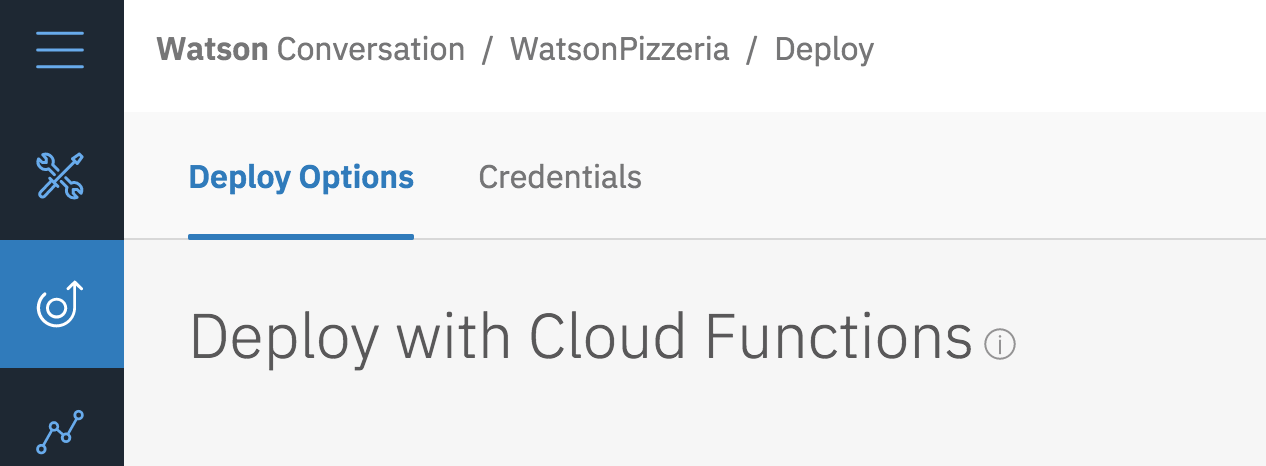 Watson Conversation / WatsonPizzeria / Deploy
Deploy Options Credentials
Deploy with Cloud Functions